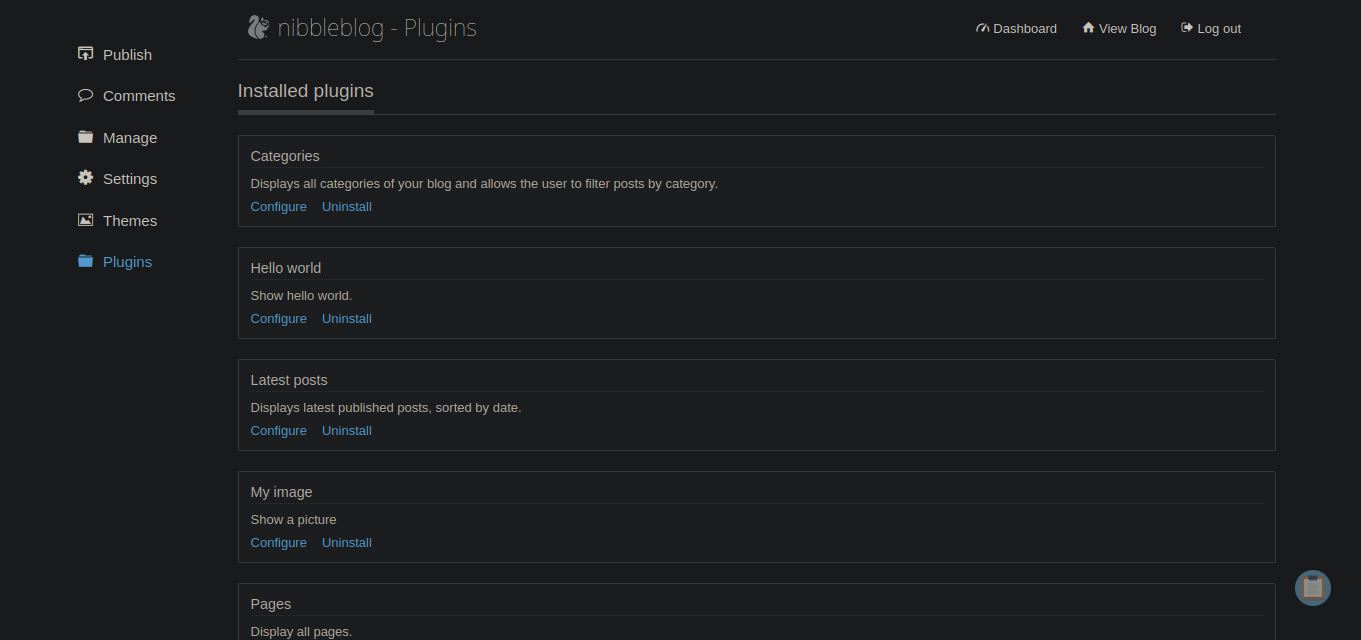 nibbleblog - Plugins
Dashboard View Blog Log out
Publish
Comments
Manage
Settings
Themes
Plugins
Installed plugins
Categories
Displays all categories of your blog and allows the user to filter posts by category.
Configure Uninstall
Hello world
Show hello world.
Configure Uninstall
Latest posts
Displays latest published posts, sorted by date.
Configure Uninstall
My image
Show a picture
Configure Uninstall
Pages
Display all pages.